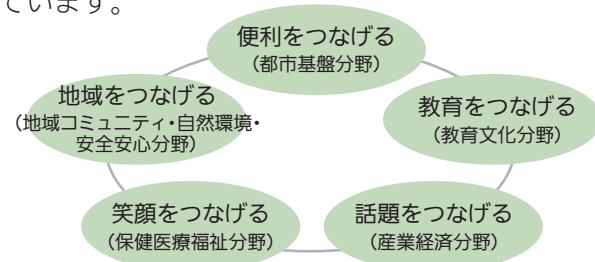 ています。
便利をつなげる
(都市基盤分野)
地域をつなげる
(地域コミュニティ・自然環境・
安全安心分野)
教育をつなげる
(教育文化分野)
笑顔をつなげる
(保健医療福祉分野)
話題をつなげる
(産業経済分野)